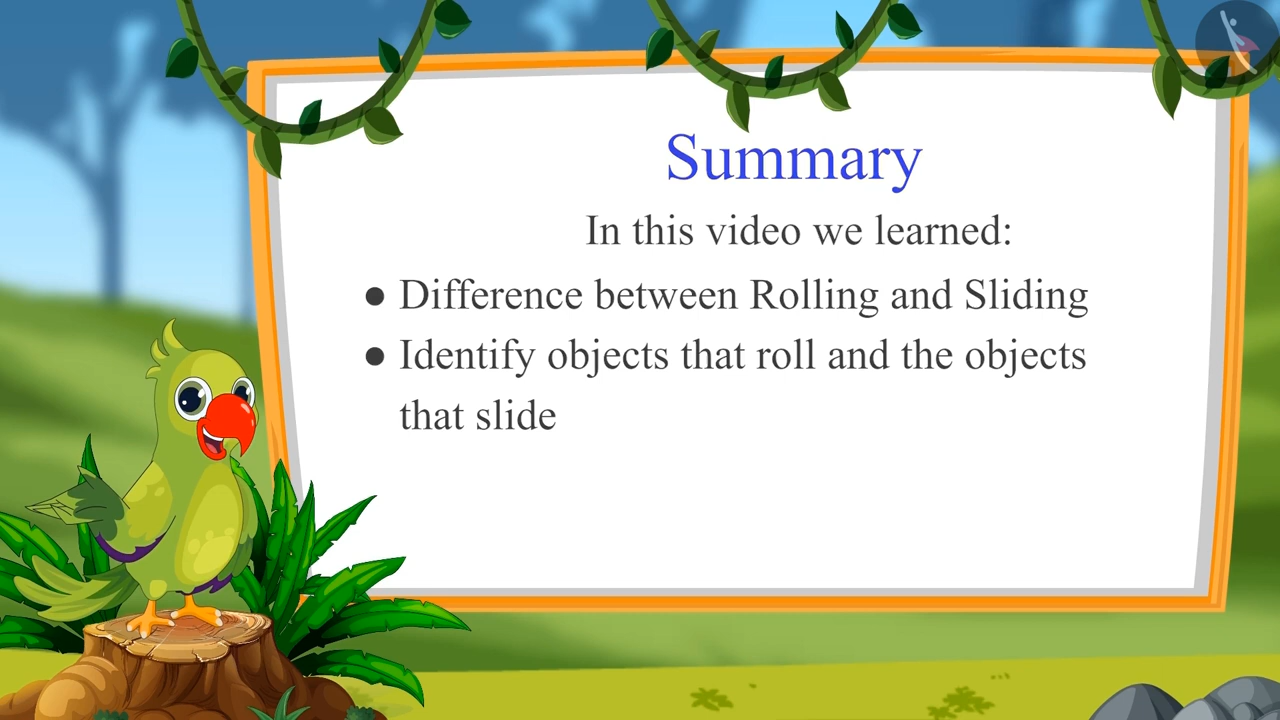 Summary
In this video we learned:
● Difference between Rolling and Sliding
● Identify objects that roll and the objects
that slide